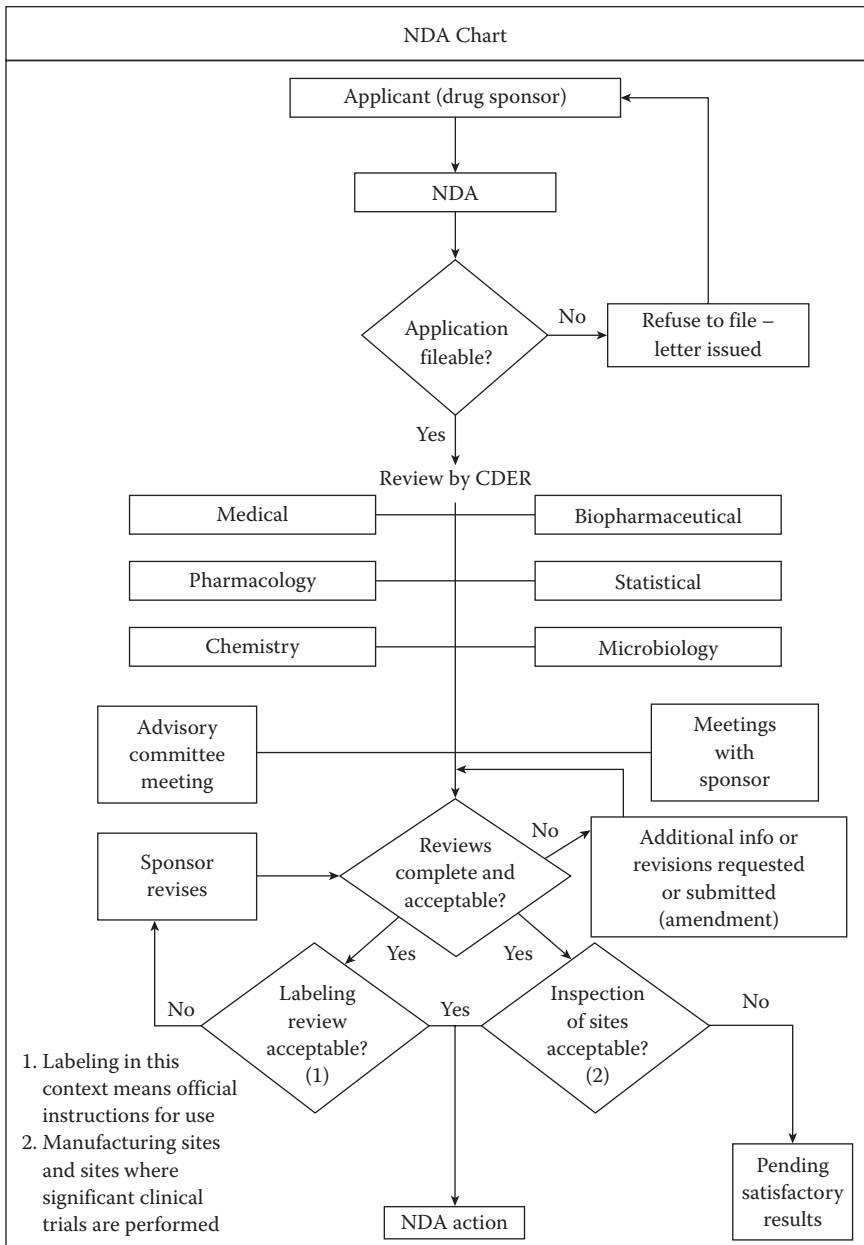 NDA Chart
Applicant (drug sponsor)
NDA
Application
fileable?
No
Refuse to file –
letter issued
Yes
Review by CDER
Medical
Biopharmaceutical
Pharmacology
Statistical
Chemistry
Microbiology
Advisory
committee
meeting
Meetings
with
sponsor
Sponsor
revises
Reviews
complete and
acceptable?
No
Additional info or
revisions requested
or submitted
(amendment)
Yes
Yes
No
Labeling
review
acceptable?
(1)
Yes
Inspection
of sites
acceptable?
(2)
No
1. Labeling in this
context means official
instructions for use
2. Manufacturing sites
and sites where
significant clinical
trials are performed
NDA action
Pending
satisfactory
results